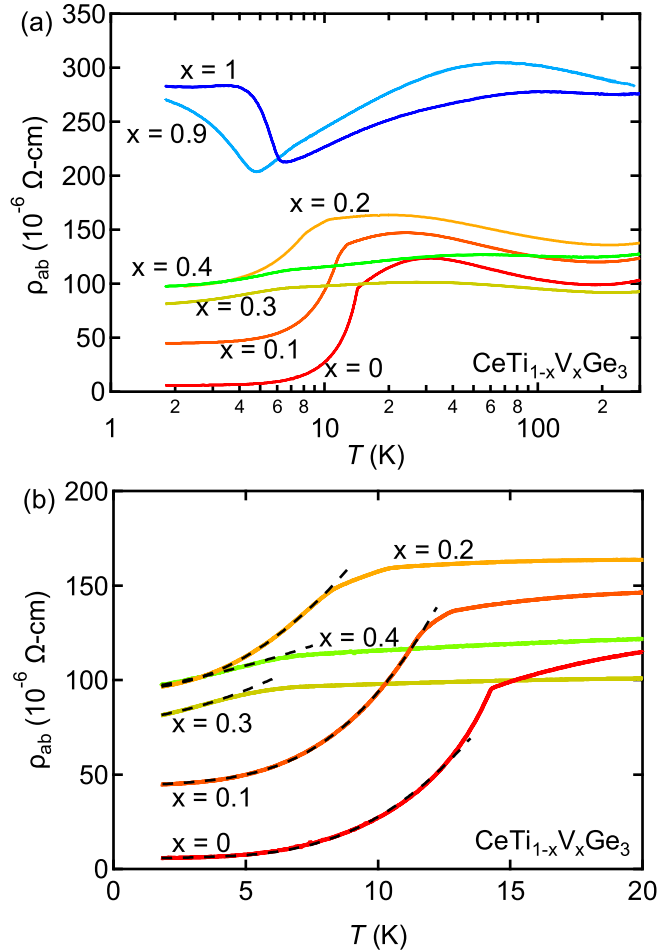 (a)
350
300
250
200
150
100
50
0
ρab (10-6 Ω-cm)
x = 1
x = 0.9
x = 0.2
x = 0.4
x = 0.3
x = 0.1
x = 0
CeTi1-xVxGe3
2 4 6 8 2 4 6 8 2
1 10 100
T (K)
(b)
200
150
100
50
0
ρab (10-6 Ω-cm)
x = 0.2
x = 0.4
x = 0.3
x = 0.1
x = 0
CeTi1-xVxGe3
0 5 10 15 20
T (K)